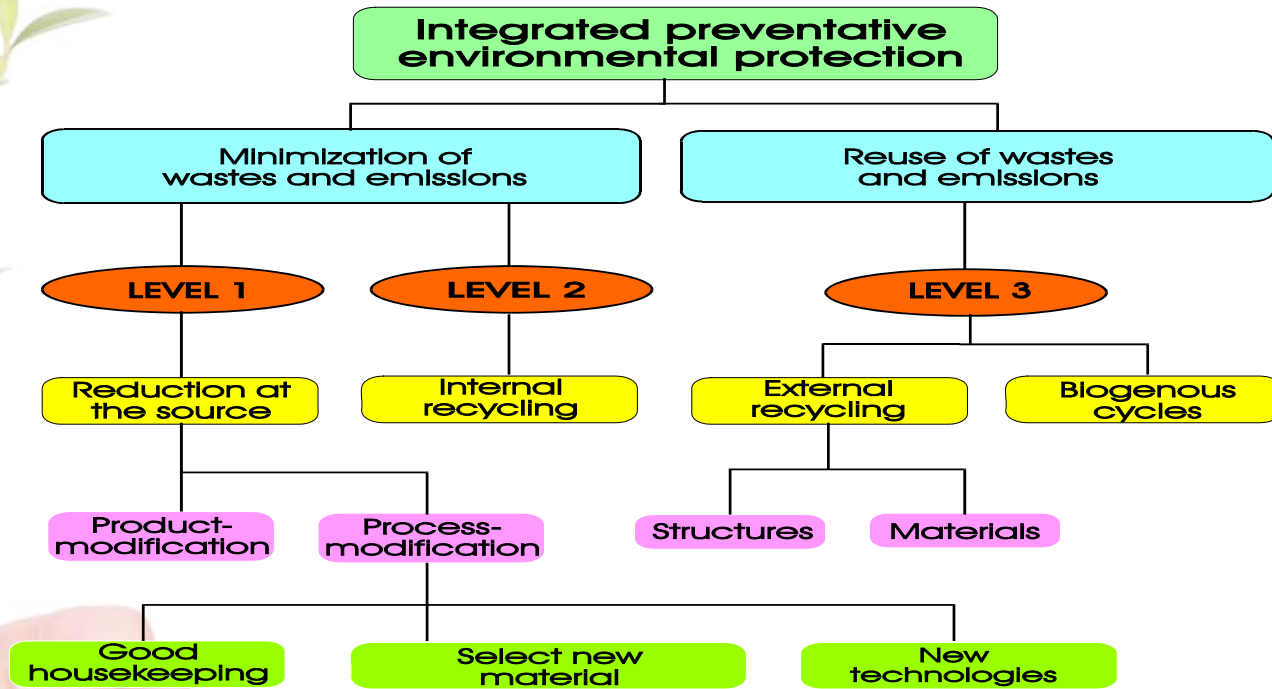 Integrated preventative
environmental protection
Minimization of
wastes and emissions
Reuse of wastes
and emissions
LEVEL 1
LEVEL 2
LEVEL 3
Reduction at
the source
Internal
recycling
External
recycling
Biogenous
cycles
Product-
modification
Process-
modification
Structures
Materials
Good
housekeeping
Select new
material
New
technologies